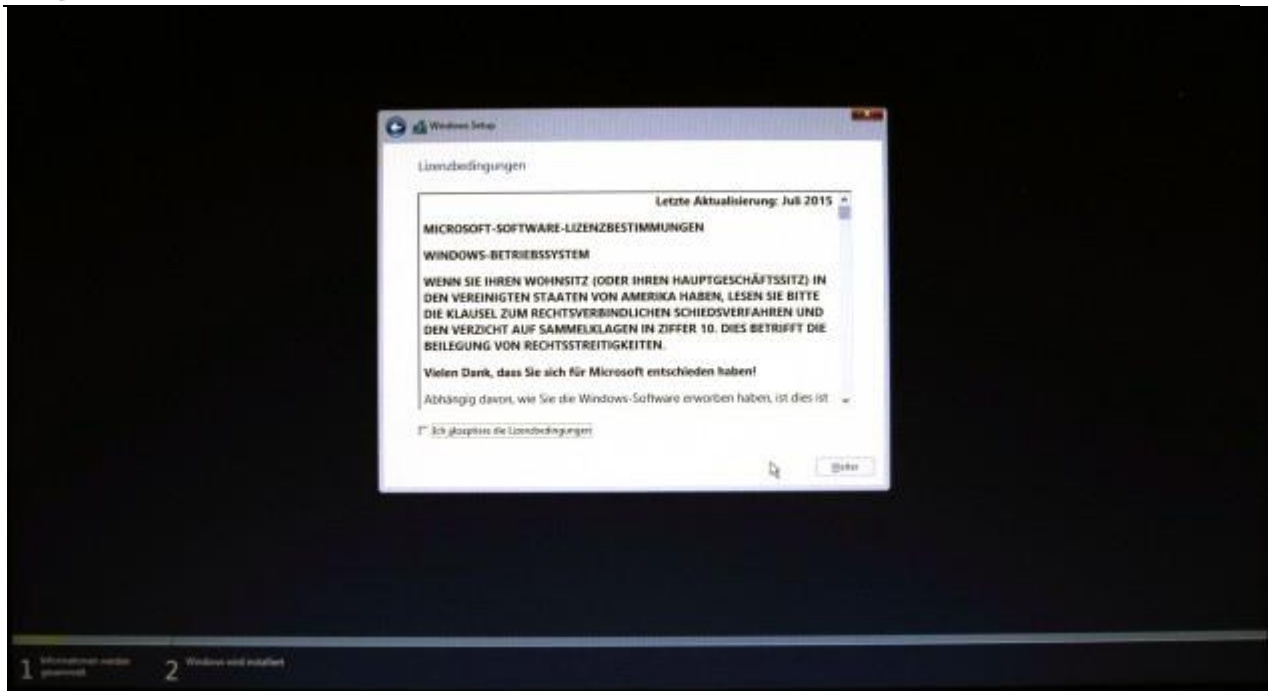 Windows Setup
Lizenzbedingungen
Letzte Aktualisierung: Juli 2015
MICROSOFT-SOFTWARE-LIZENZBESTIMMUNGEN
WINDOWS-BETRIEBSSYSTEM
WENN SIE IHREN WOHNSITZ (ODER IHREN HAUPTGESCHÄFTSSITZ) IN
DEN VEREINIGTEN STAATEN VON AMERIKA HABEN, LESEN SIE BITTE
DIE KLAUSEL ZUM RECHTSVERBINDLICHEN SCHIEDSVERFAHREN UND
DEN VERZICHT AUF SAMMELKLAGEN IN ZIFFER 10. DIES BETRIFFT DIE
BEILEGUNG VON RECHTSSTREITIGKEITEN.
Vielen Dank, dass Sie sich für Microsoft entschieden haben!
Abhängig davon, wie Sie die Windows-Software erworben haben, ist dies ist
Ich akzeptiere die Lizenzbedingungen
Weiter
1 Informationen werden
gesammelt
2 Windows wird installiert